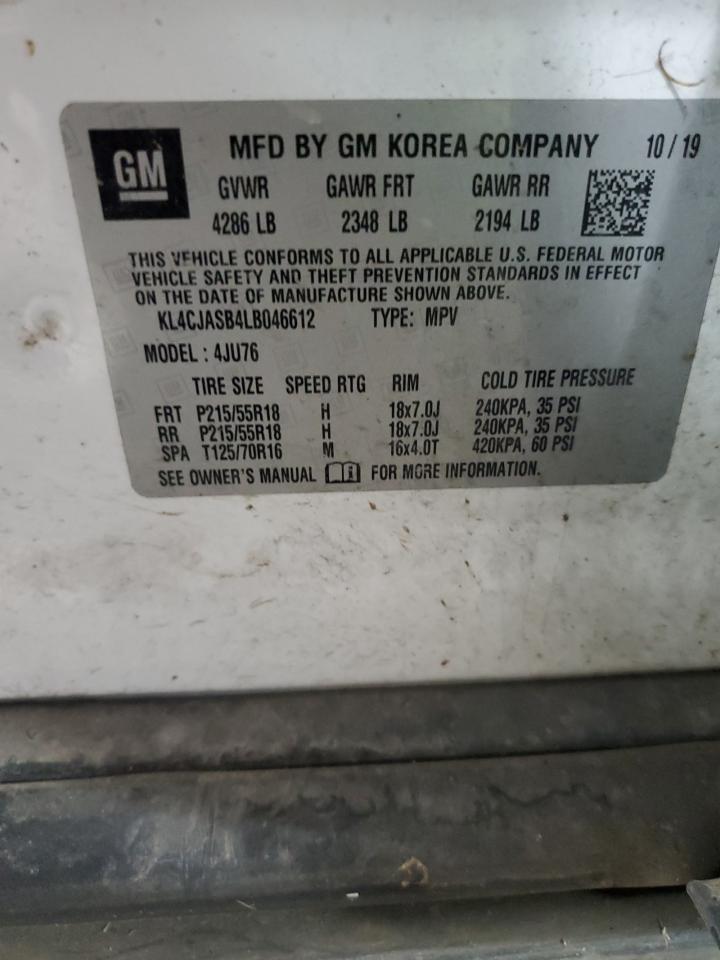 GM
MFD BY GM KOREA COMPANY 10/19
GVWR GAWR FRT GAWR RR
4286 LB 2348 LB 2194 LB
THIS VEHICLE CONFORMS TO ALL APPLICABLE U.S. FEDERAL MOTOR
VEHICLE SAFETY AND THEFT PREVENTION STANDARDS IN EFFECT
ON THE DATE OF MANUFACTURE SHOWN ABOVE.
KL4CJASB4LB046612 TYPE: MPV
MODEL : 4JU76
TIRE SIZE SPEED RTG RIM COLD TIRE PRESSURE
FRT P215/55R18 H 18x7.0J 240KPA, 35 PSI
RR P215/55R18 H 18x7.0J 240KPA, 35 PSI
SPA T125/70R16 M 16x4.0T 420KPA, 60 PSI
SEE OWNER'S MANUAL FOR MORE INFORMATION.